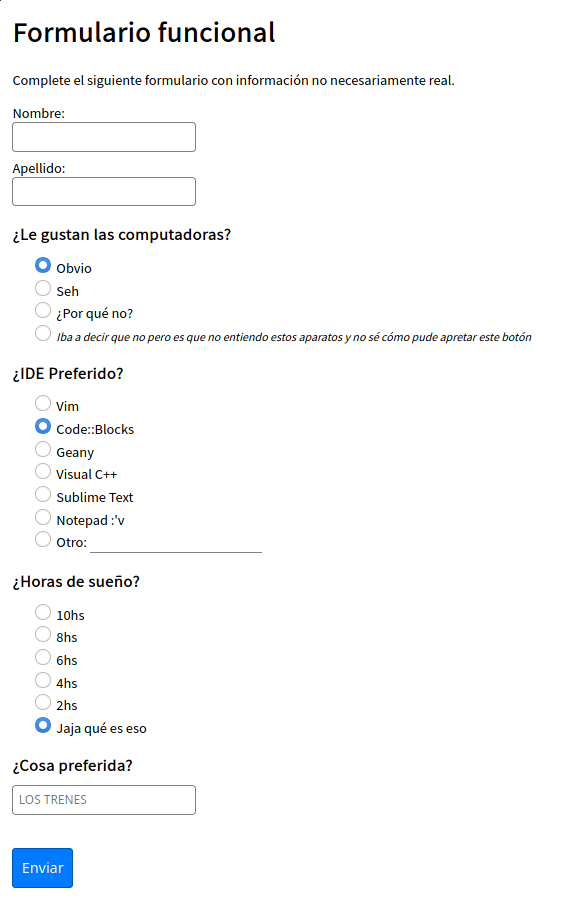 Formulario funcional
Complete el siguiente formulario con información no necesariamente real.
Nombre:
Apellido:
¿Le gustan las computadoras?
Obvio
Seh
¿Por qué no?
Iba a decir que no pero es que no entiendo estos aparatos y no sé cómo pude apretar este botón
¿IDE Preferido?
Vim
Code::Blocks
Geany
Visual C++
Sublime Text
Notepad :'v
Otro:
¿Horas de sueño?
10hs
8hs
6hs
4hs
2hs
Jaja qué es eso
¿Cosa preferida?
LOS TRENES
Enviar